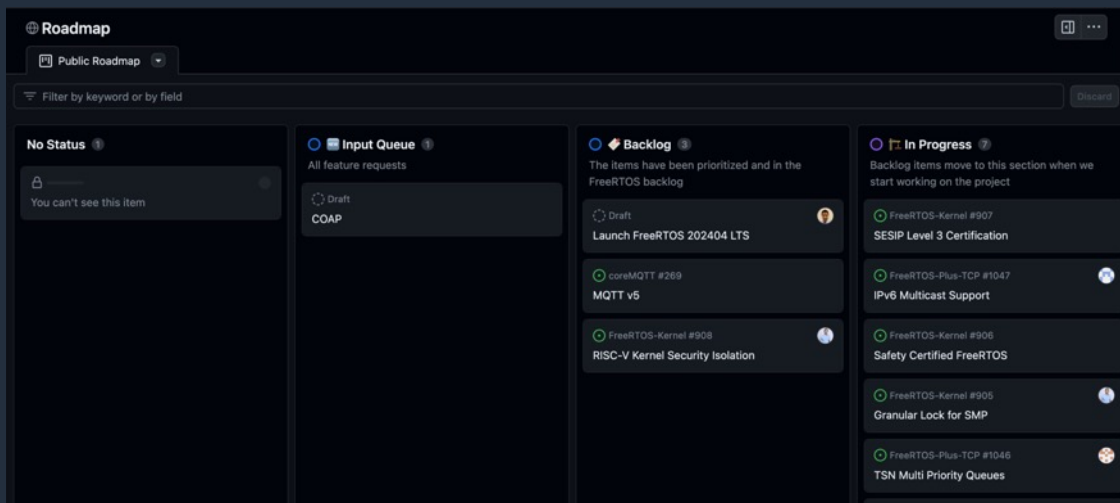 Roadmap
Public Roadmap
Filter by keyword or by field
Discard
No Status 1
You can't see this item
Input Queue 1
All feature requests
Draft
COAP
Backlog 3
The items have been prioritized and in the
FreeRTOS backlog
Draft
Launch FreeRTOS 202404 LTS
coreMQTT #269
MQTT v5
FreeRTOS-Kernel #908
RISC-V Kernel Security Isolation
In Progress 7
Backlog items move to this section when we
start working on the project
FreeRTOS-Kernel #907
SESIP Level 3 Certification
FreeRTOS-Plus-TCP #1047
IPv6 Multicast Support
FreeRTOS-Kernel #906
Safety Certified FreeRTOS
FreeRTOS-Kernel #905
Granular Lock for SMP
FreeRTOS-Plus-TCP #1046
TSN Multi Priority Queues